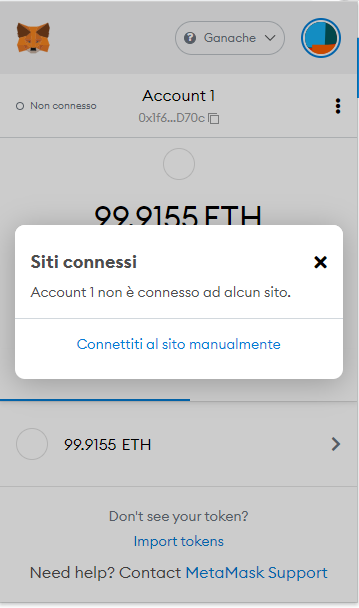 Ganache
Non connesso
Account 1
0x1f6...D70c
99.9155 ETH
Siti connessi
Account 1 non è connesso ad alcun sito.
Connettiti al sito manualmente
99.9155 ETH
Don't see your token?
Import tokens
Need help? Contact MetaMask Support